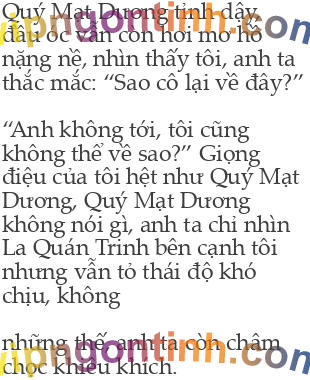 Quý Mạt Dương tỉnh dậy,
đầu óc vẫn còn hơi mơ hồ
nặng nề, nhìn thấy tôi, anh ta
thắc mắc: “Sao cô lại về đây?”
“Anh không tới, tôi cũng
không thể về sao?” Giọng
điệu của tôi hệt như Quý Mạt
Dương, Quý Mạt Dương
không nói gì, anh ta chỉ nhìn
La Quán Trinh bên cạnh tôi
nhưng vẫn tỏ thái độ khó
chịu, không
những thế, anh ta còn châm
chọc khiêu khích.
vipngontinh.com
vipngontinh.com